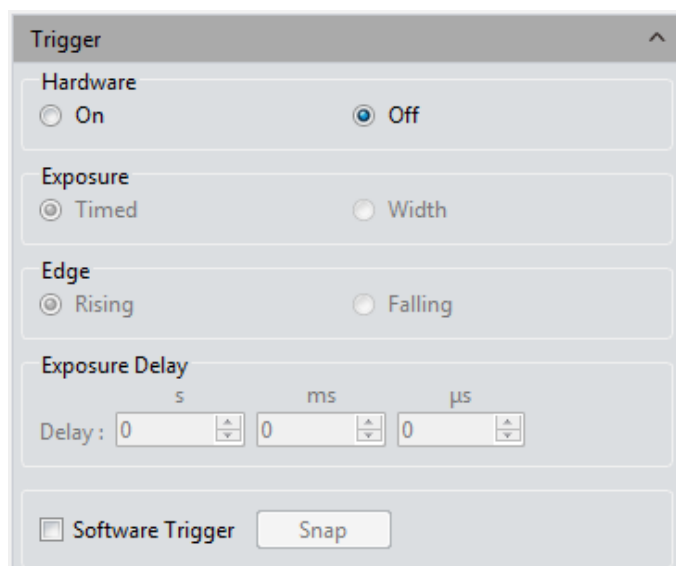 Trigger
Hardware
On Off
Exposure
Timed Width
Edge
Rising Falling
Exposure Delay
s ms µs
Delay : 0 0 0
Software Trigger Snap